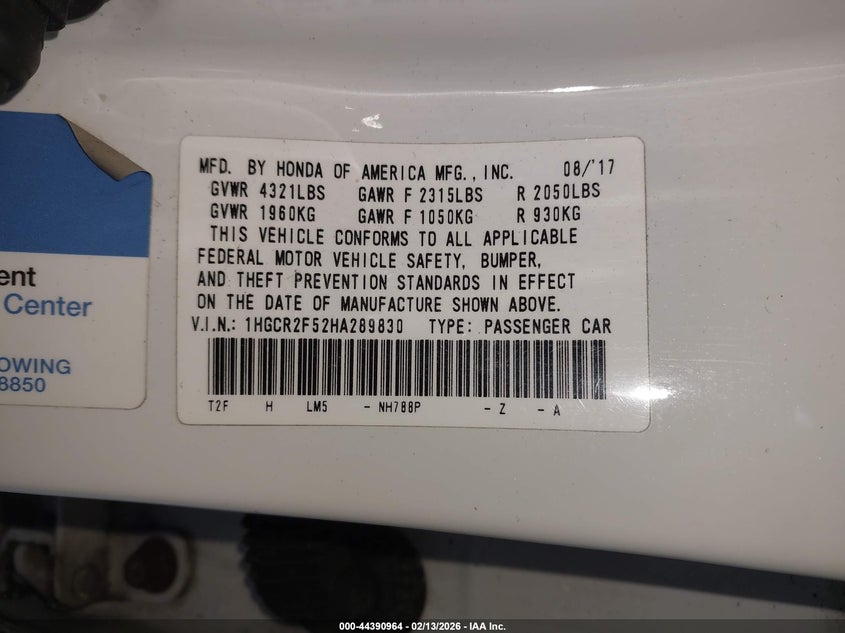 MFD. BY HONDA OF AMERICA MFG., INC. 08/'17
GVWR 4321LBS GAWR F 2315LBS R 2050LBS
GVWR 1960KG GAWR F 1050KG R 930KG
THIS VEHICLE CONFORMS TO ALL APPLICABLE
FEDERAL MOTOR VEHICLE SAFETY, BUMPER,
AND THEFT PREVENTION STANDARDS IN EFFECT
ON THE DATE OF MANUFACTURE SHOWN ABOVE.
V.I.N.: 1HGCR2F52HA289830 TYPE: PASSENGER CAR
T2F H LM5 - NH788P - Z - A
ent
Center
OWING
8850
000-44390964 - 02/13/2026 - IAA Inc.